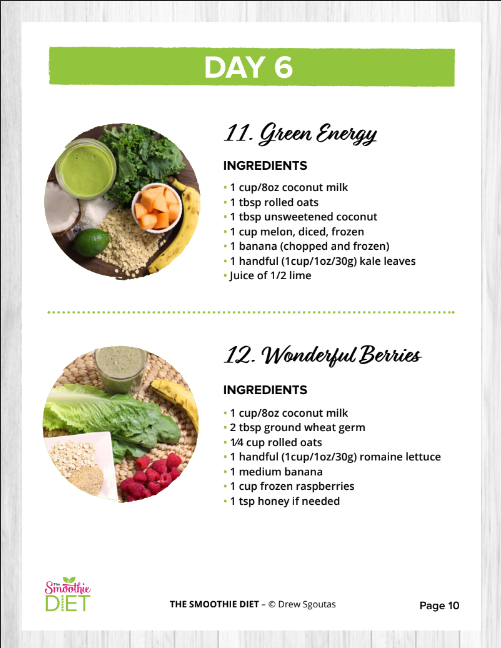 DAY 6
11. Green Energy
INGREDIENTS
• 1 cup/8oz coconut milk
• 1 tbsp rolled oats
• 1 tbsp unsweetened coconut
• 1 cup melon, diced, frozen
• 1 banana (chopped and frozen)
• 1 handful (1cup/1oz/30g) kale leaves
• Juice of 1/2 lime
12. Wonderful Berries
INGREDIENTS
• 1 cup/8oz coconut milk
• 2 tbsp ground wheat germ
• 1/4 cup rolled oats
• 1 handful (1cup/1oz/30g) romaine lettuce
• 1 medium banana
• 1 cup frozen raspberries
• 1 tsp honey if needed
The
Smoothie
DIET
THE SMOOTHIE DIET – © Drew Sgoutas
Page 10